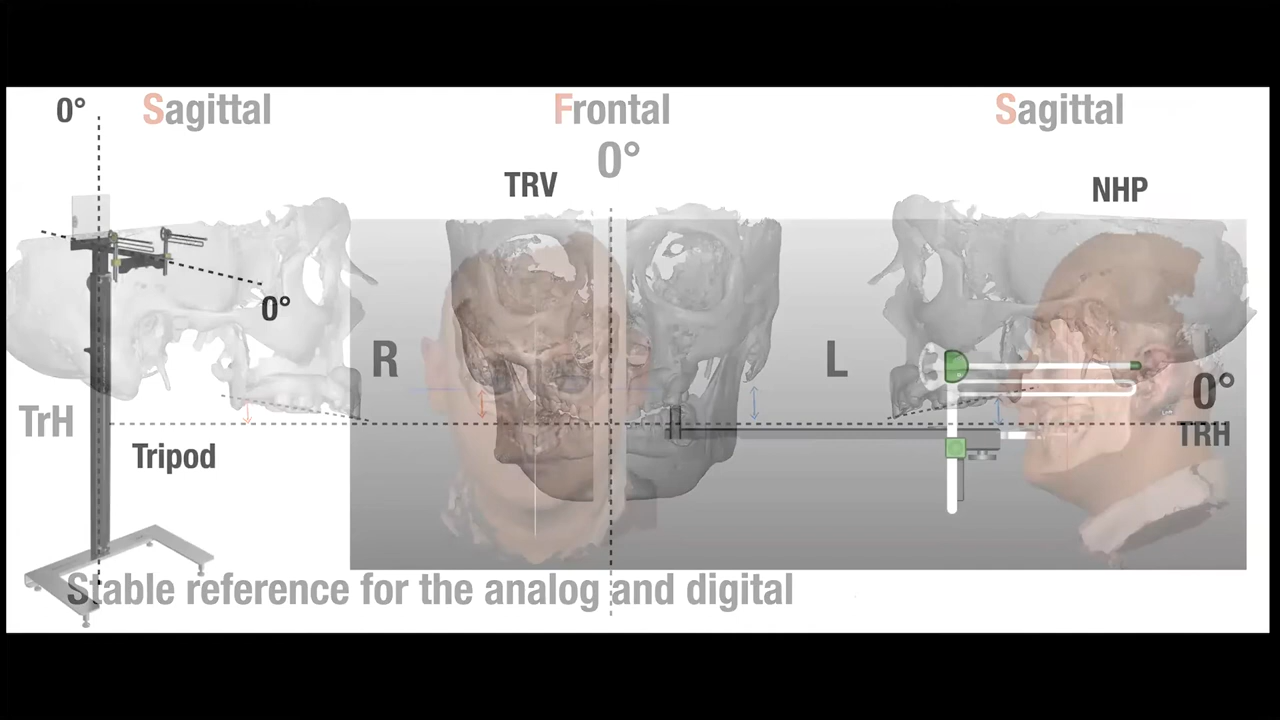 0°
Sagittal
Frontal
Sagittal
0°
TRV
NHP
0°
R
L
0°
TrH
TRH
Tripod
Stable reference for the analog and digital